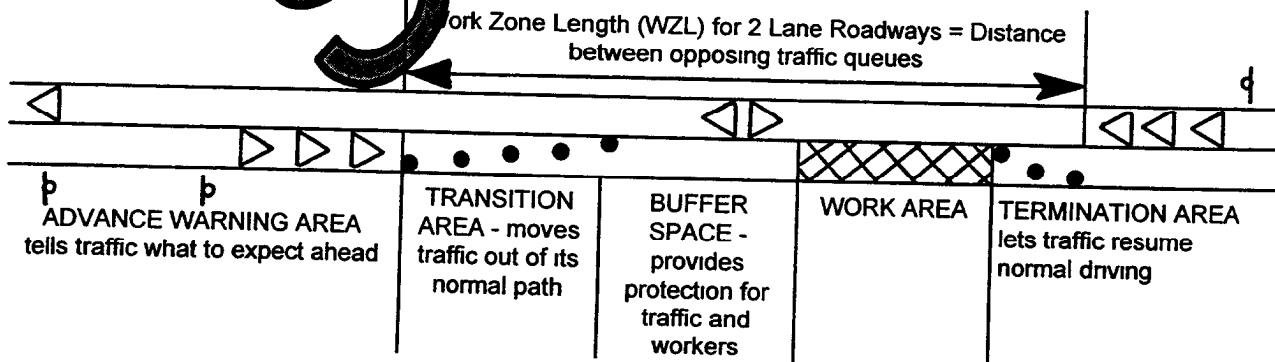 Work Zone Length (WZL) for 2 Lane Roadways = Distance
between opposing traffic queues
ADVANCE WARNING AREA
tells traffic what to expect ahead
TRANSITION
AREA - moves
traffic out of its
normal path
BUFFER
SPACE -
provides
protection for
traffic and
workers
WORK AREA
TERMINATION AREA
lets traffic resume
normal driving